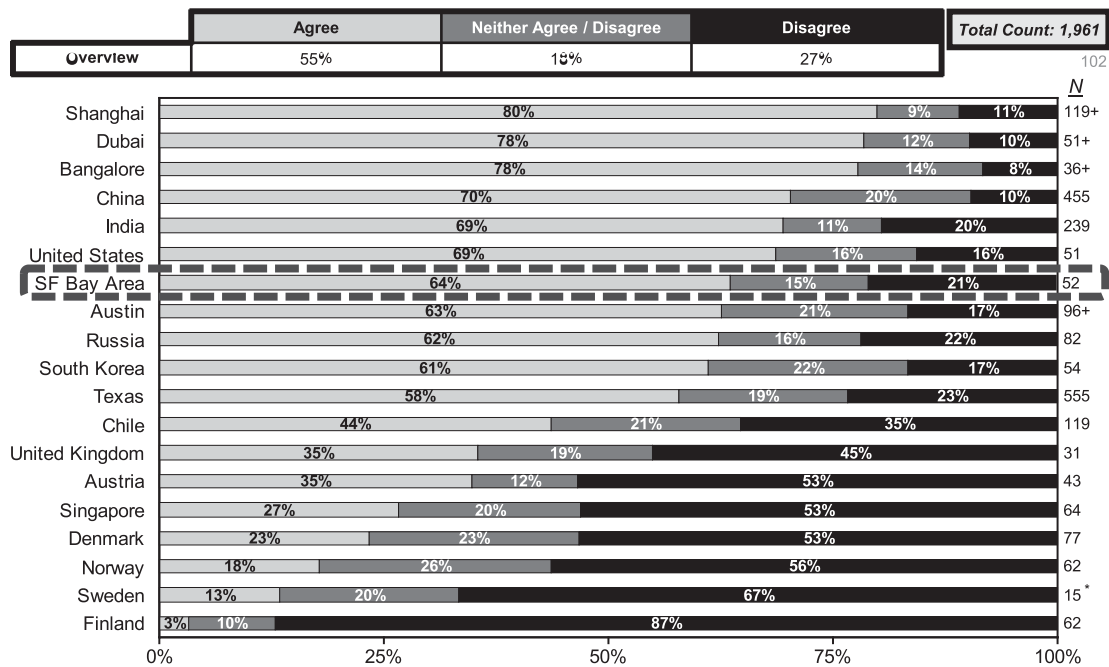 Agree Neither Agree / Disagree Disagree Total Count: 1,961
Overview 55% 18% 27%
102
N
Shanghai 80% 9% 11% 119+
Dubai 78% 12% 10% 51+
Bangalore 78% 14% 8% 36+
China 70% 20% 10% 455
India 69% 11% 20% 239
United States 69% 16% 16% 51
SF Bay Area 64% 15% 21% 52
Austin 63% 21% 17% 96+
Russia 62% 16% 22% 82
South Korea 61% 22% 17% 54
Texas 58% 19% 23% 555
Chile 44% 21% 35% 119
United Kingdom 35% 19% 45% 31
Austria 35% 12% 53% 43
Singapore 27% 20% 53% 64
Denmark 23% 23% 53% 77
Norway 18% 26% 56% 62
Sweden 13% 20% 67% 15*
Finland 3% 10% 87% 62
0% 25% 50% 75% 100%